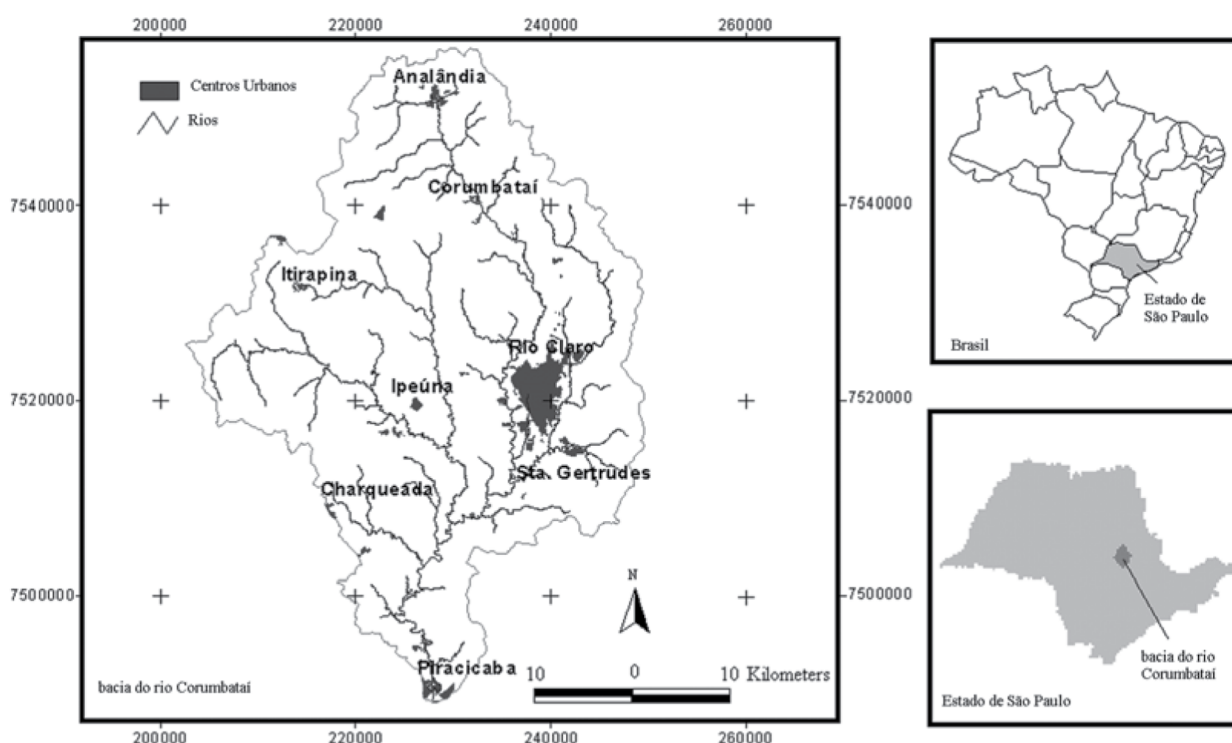 200000 220000 240000 260000
Centros Urbanos
Rios
Analândia
Corumbataí
7540000
7540000
Itirapina
Rio Claro
Ipeúna
7520000
7520000
Sta. Gertrudes
Charqueada
7500000
7500000
N
Piracicaba
10 0 10 Kilometers
bacia do rio Corumbataí
200000 220000 240000 260000
Estado de
São Paulo
Brasil
bacia do rio
Corumbataí
Estado de São Paulo